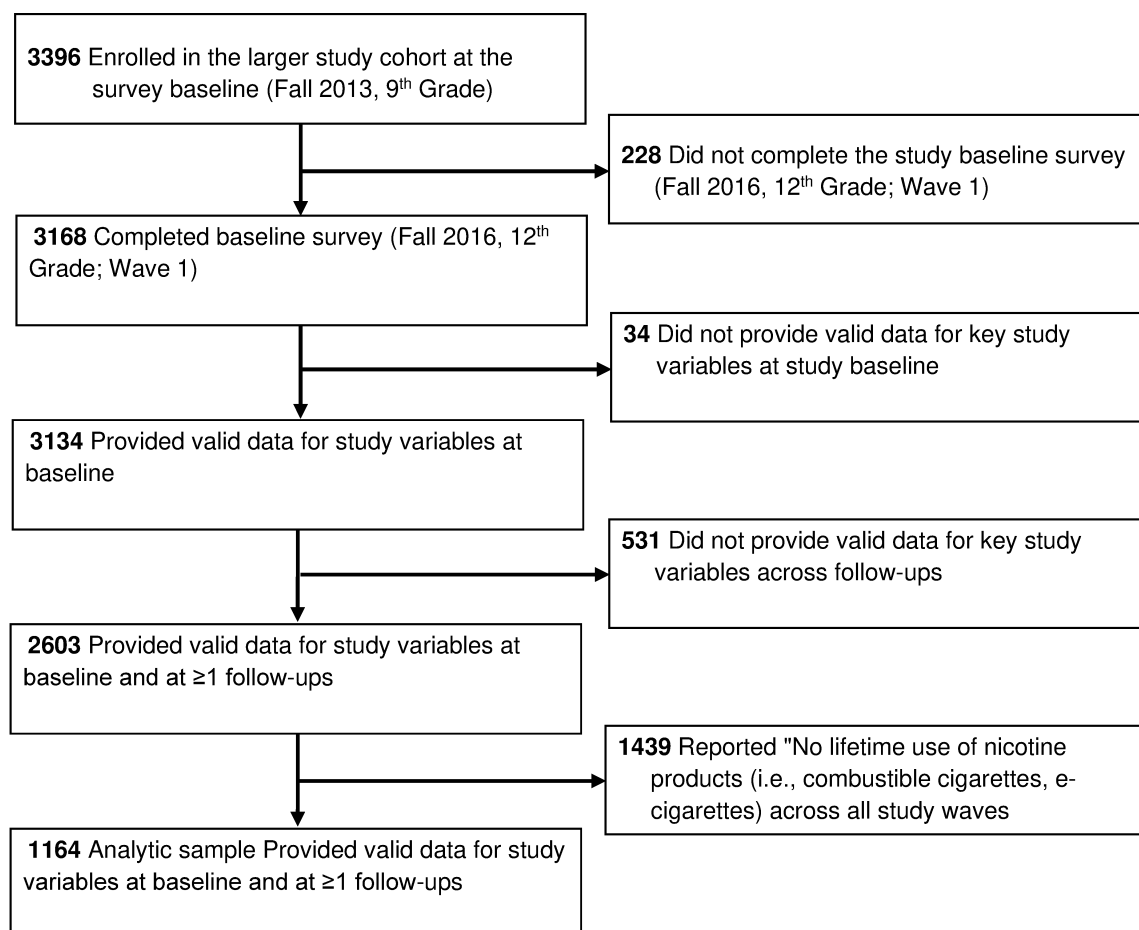 3396 Enrolled in the larger study cohort at the
survey baseline (Fall 2013, 9th Grade)
228 Did not complete the study baseline survey
(Fall 2016, 12th Grade; Wave 1)
3168 Completed baseline survey (Fall 2016, 12th
Grade; Wave 1)
34 Did not provide valid data for key study
variables at study baseline
3134 Provided valid data for study variables at
baseline
531 Did not provide valid data for key study
variables across follow-ups
2603 Provided valid data for study variables at
baseline and at ≥1 follow-ups
1439 Reported "No lifetime use of nicotine
products (i.e., combustible cigarettes, e-
cigarettes) across all study waves
1164 Analytic sample Provided valid data for study
variables at baseline and at ≥1 follow-ups